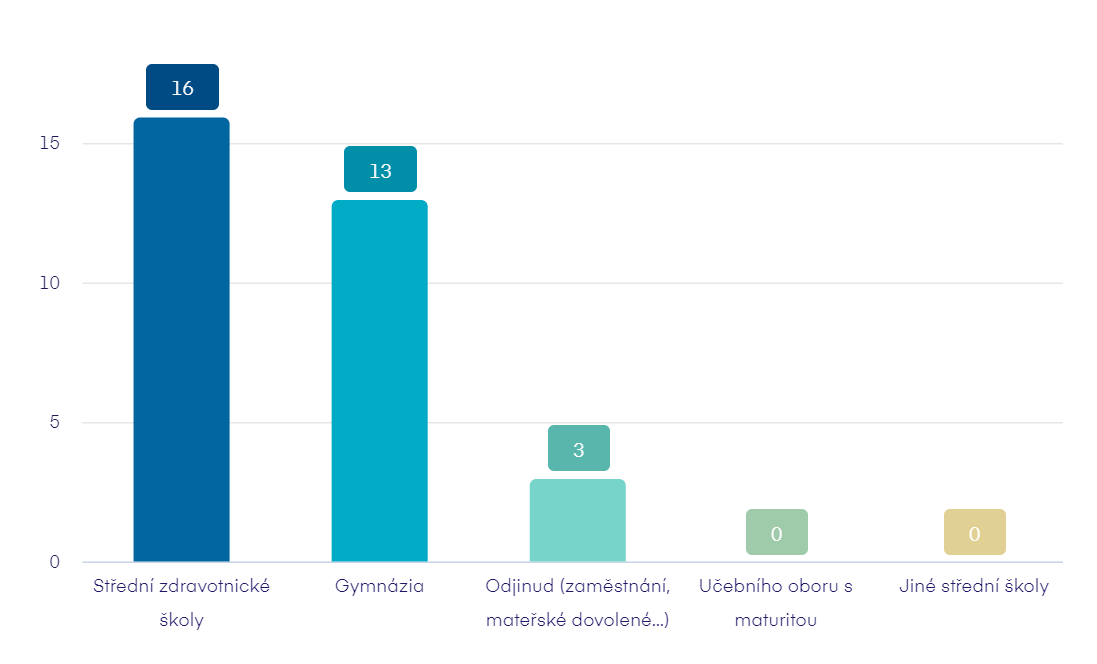 16
15
13
10
5
3
0
0
0
Střední zdravotnické
školy
Gymnázia
Odjinud (zaměstnání,
mateřské dovolené...)
Učebního oboru s
maturitou
Jiné střední školy